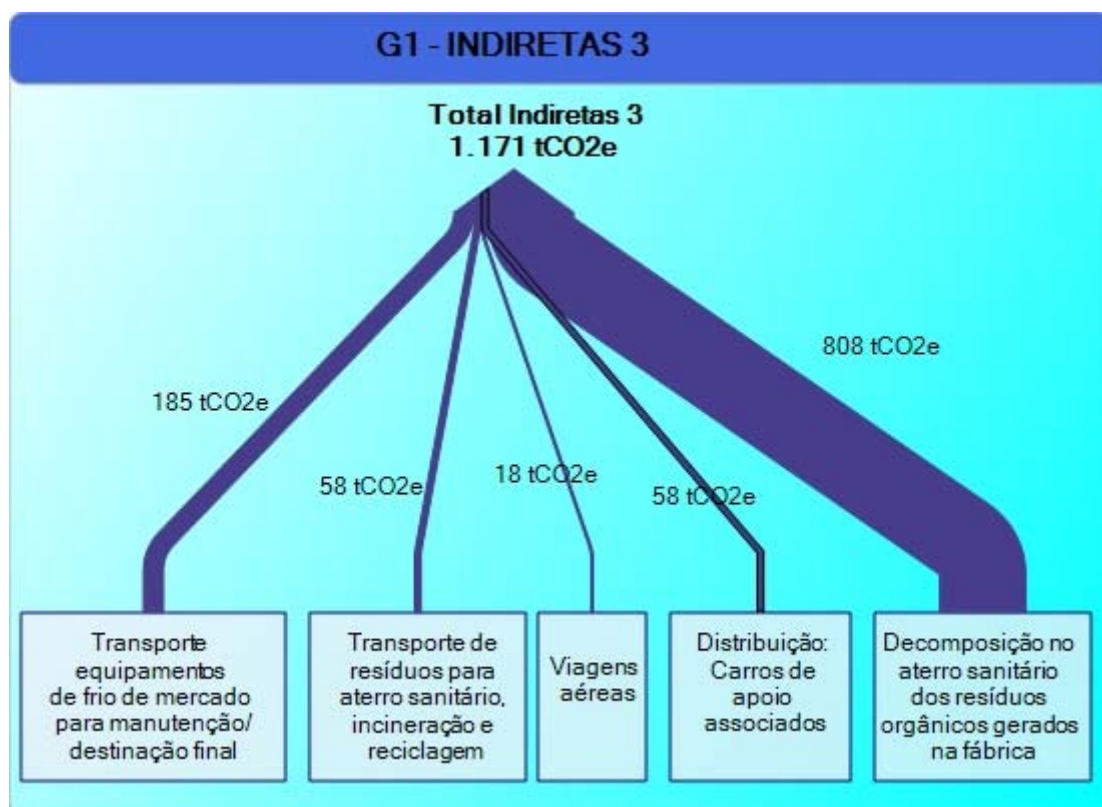 G1 - INDIRETAS 3
Total Indiretas 3
1.171 tCO2e
808 tCO2e
185 tCO2e
58 tCO2e
18 tCO2e
58 tCO2e
Transporte
equipamentos
de frio de mercado
para manutenção/
destinação final
Transporte de
resíduos para
aterro sanitário,
incineração e
reciclagem
Viagens
aéreas
Distribuição:
Carros de
apoio
associados
Decomposição no
aterro sanitário
dos resíduos
orgânicos gerados
na fábrica